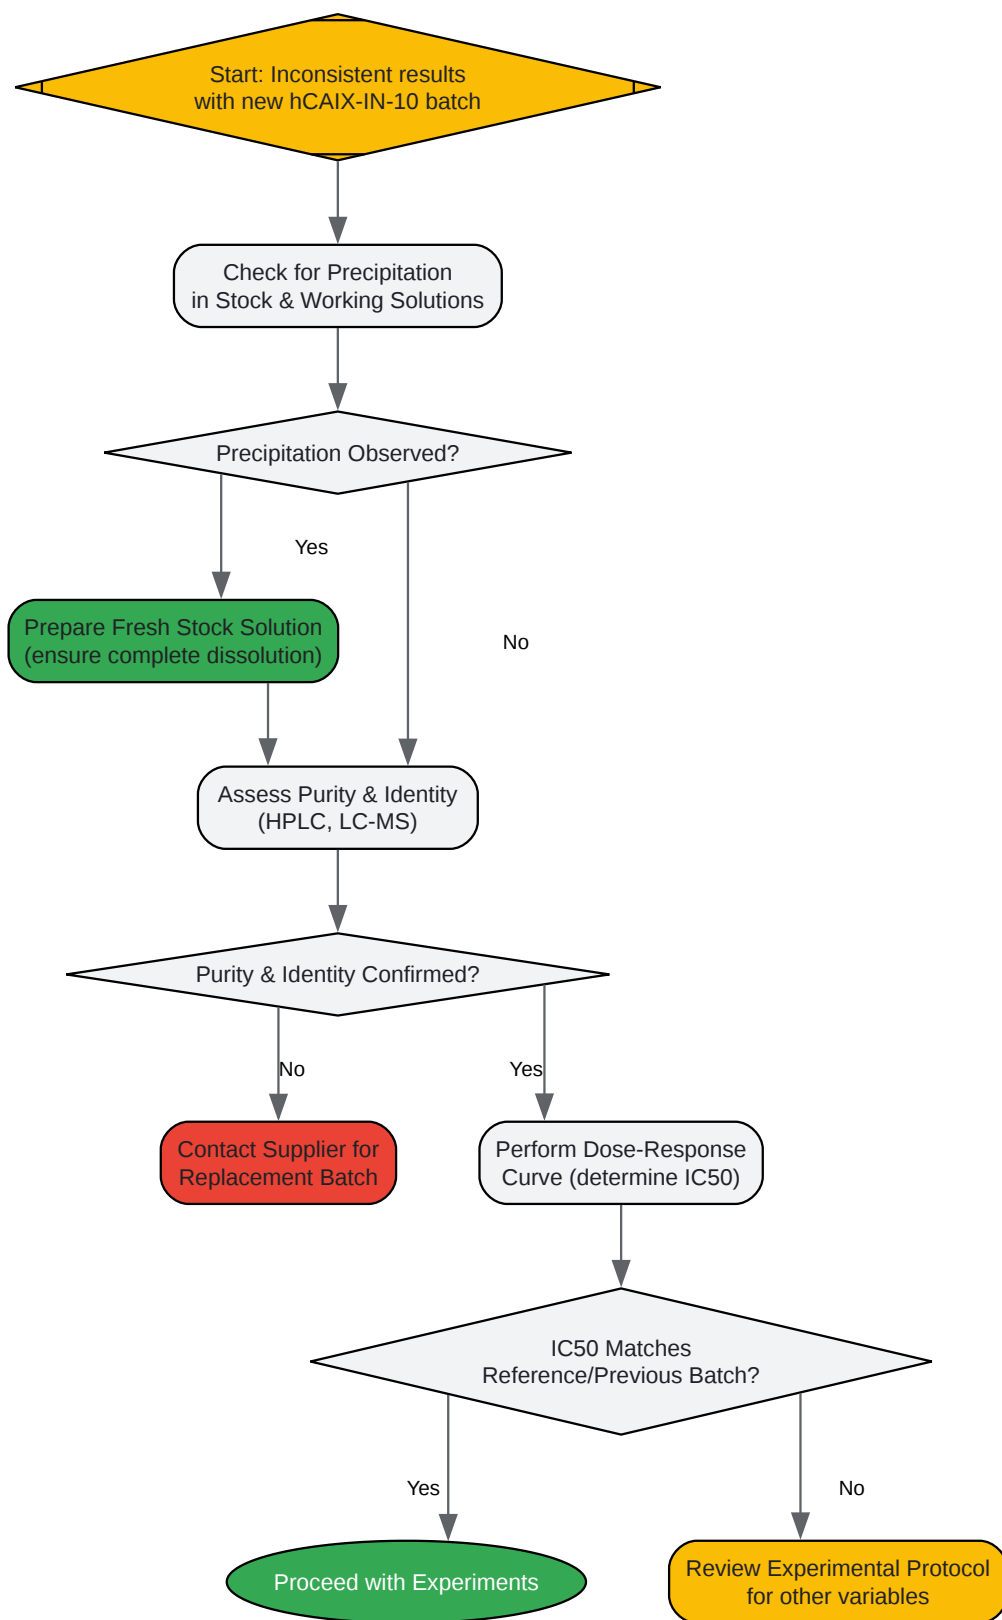 Start: Inconsistent results
with new hCAIX-IN-10 batch
Check for Precipitation
in Stock & Working Solutions
Precipitation Observed?
Yes
Prepare Fresh Stock Solution
(ensure complete dissolution)
No
Assess Purity & Identity
(HPLC, LC-MS)
Purity & Identity Confirmed?
No
Yes
Contact Supplier for
Replacement Batch
Perform Dose-Response
Curve (determine IC50)
IC50 Matches
Reference/Previous Batch?
Yes
No
Proceed with Experiments
Review Experimental Protocol
for other variables